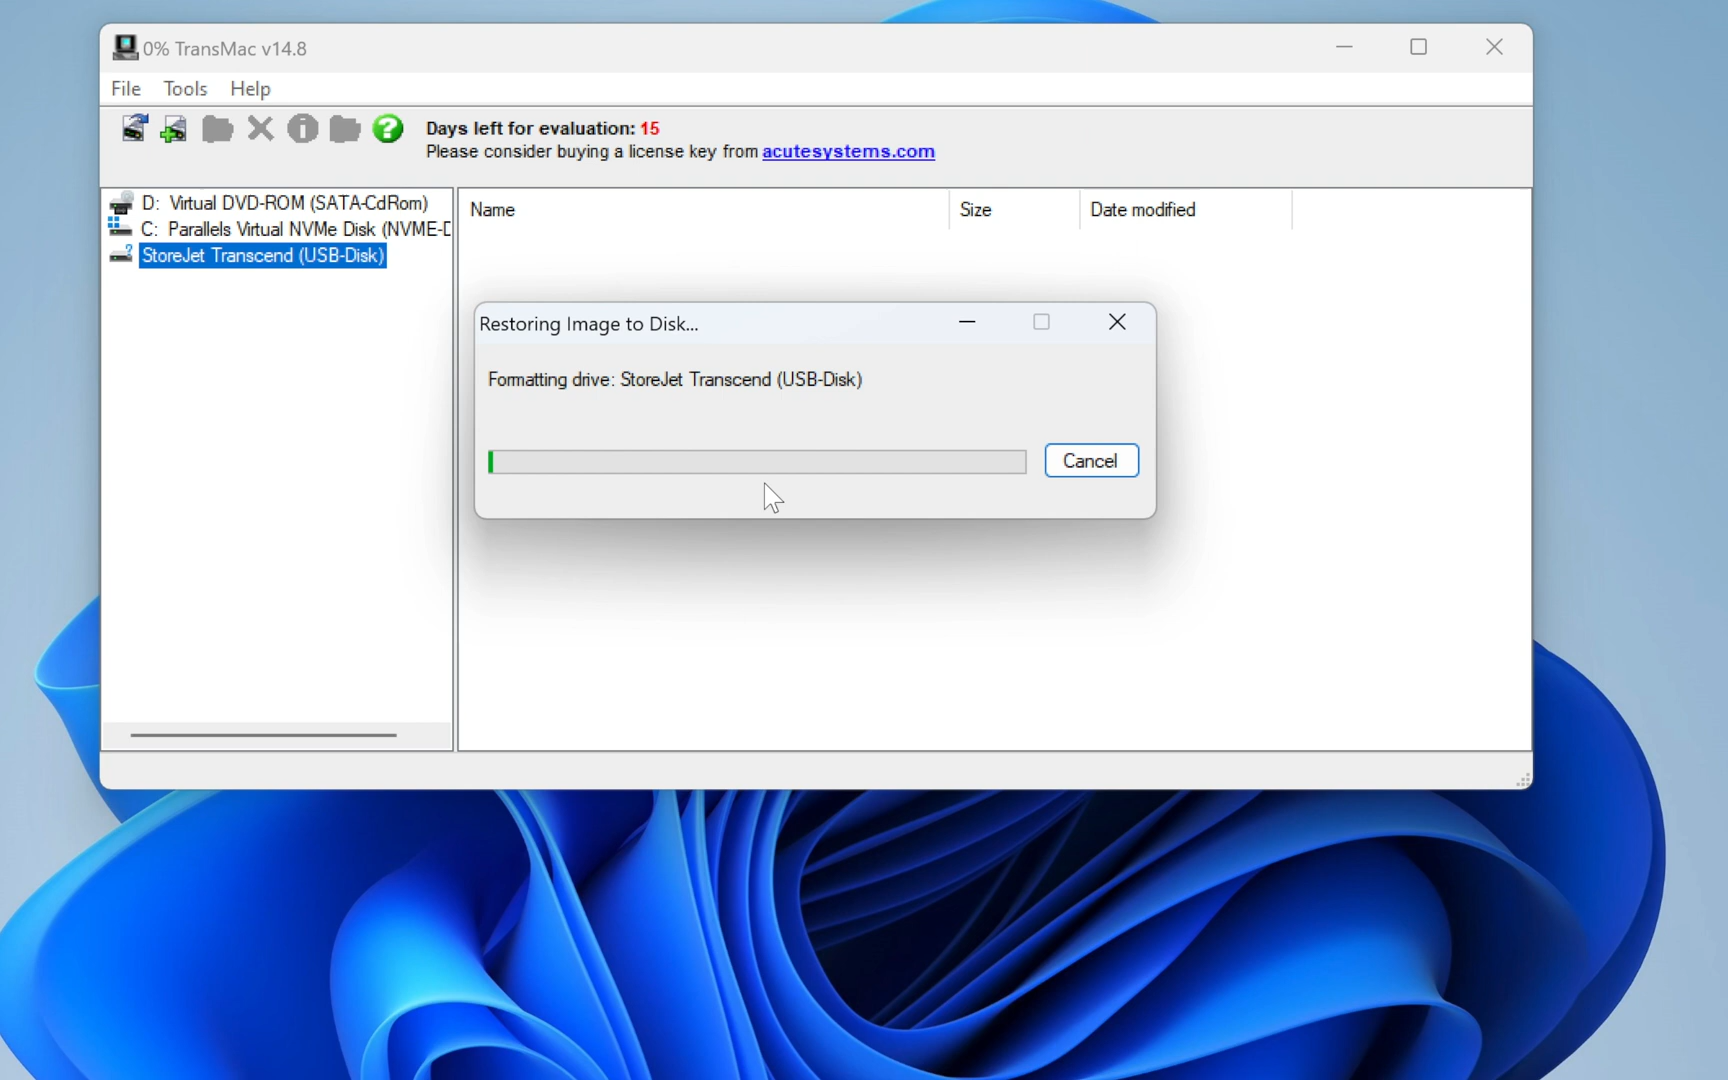 0% TransMac v14.8
File Tools Help
Days left for evaluation: 15
Please consider buying a license key from acutesystems.com
D: Virtual DVD-ROM (SATA-CdRom)
C: Parallels Virtual NVMe Disk (NVME-D
StoreJet Transcend (USB-Disk)
Name Size Date modified
Restoring Image to Disk...
Formatting drive: StoreJet Transcend (USB-Disk)
Cancel